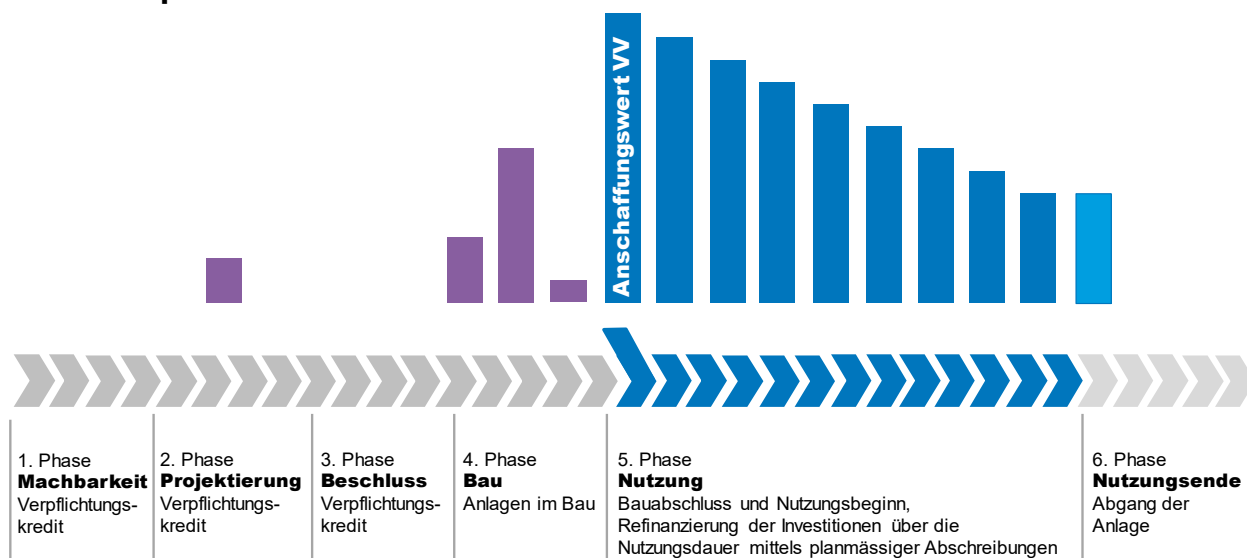 Anschaffungswert VV
1. Phase
Machbarkeit
Verpflichtungs-
kredit
2. Phase
Projektierung
Verpflichtungs-
kredit
3. Phase
Beschluss
Verpflichtungs-
kredit
4. Phase
Bau
Anlagen im Bau
5. Phase
Nutzung
Bauabschluss und Nutzungsbeginn,
Refinanzierung der Investitionen über die
Nutzungsdauer mittels planmässiger Abschreibungen
6. Phase
Nutzungsende
Abgang der
Anlage